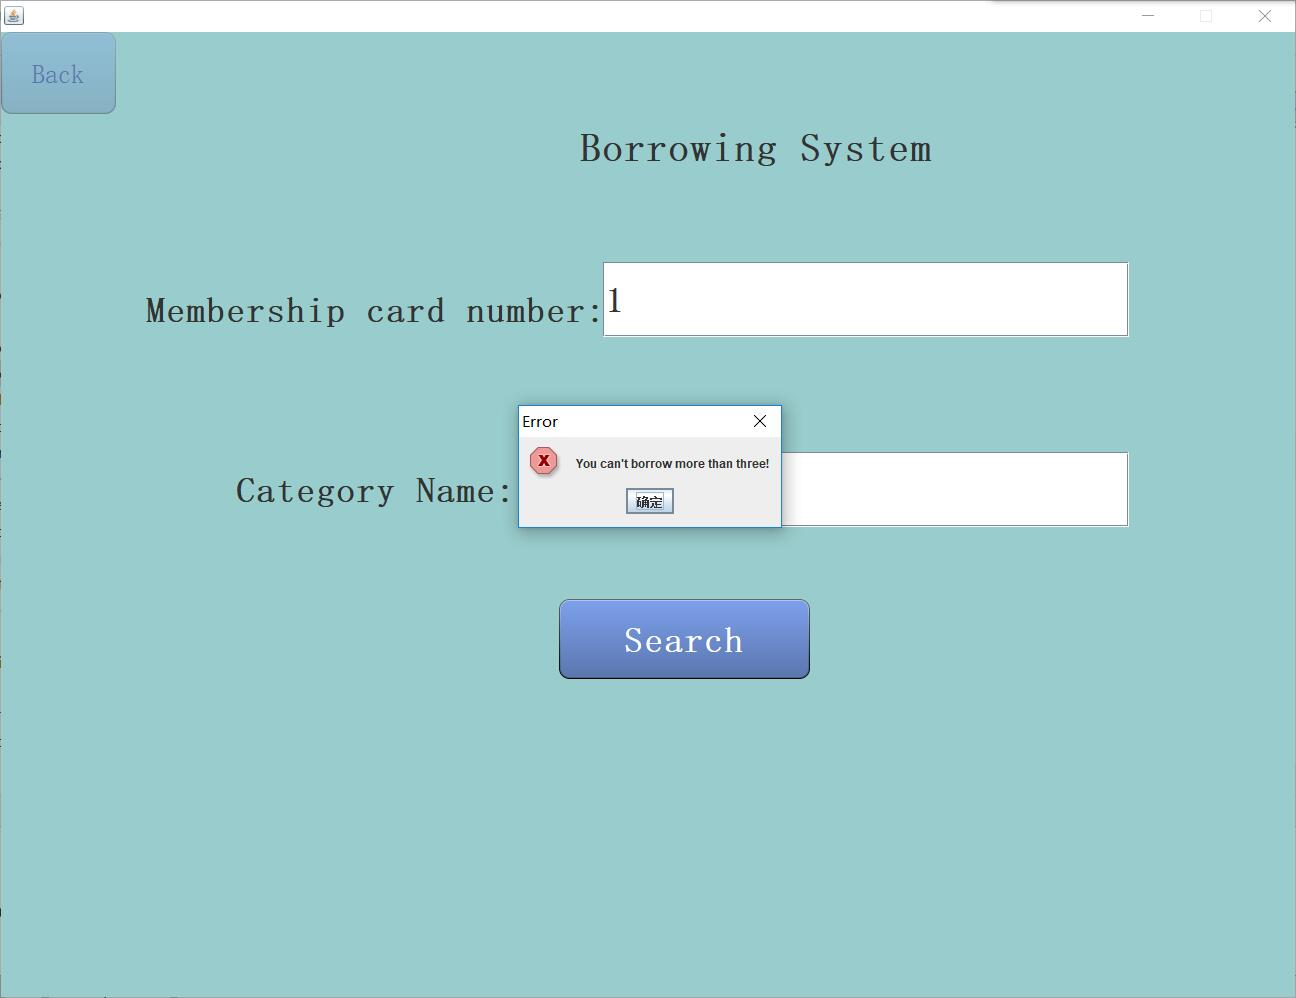 Back
Borrowing System
Membership card number:
1
Error
You can't borrow more than three!
确定
Category Name:
Search